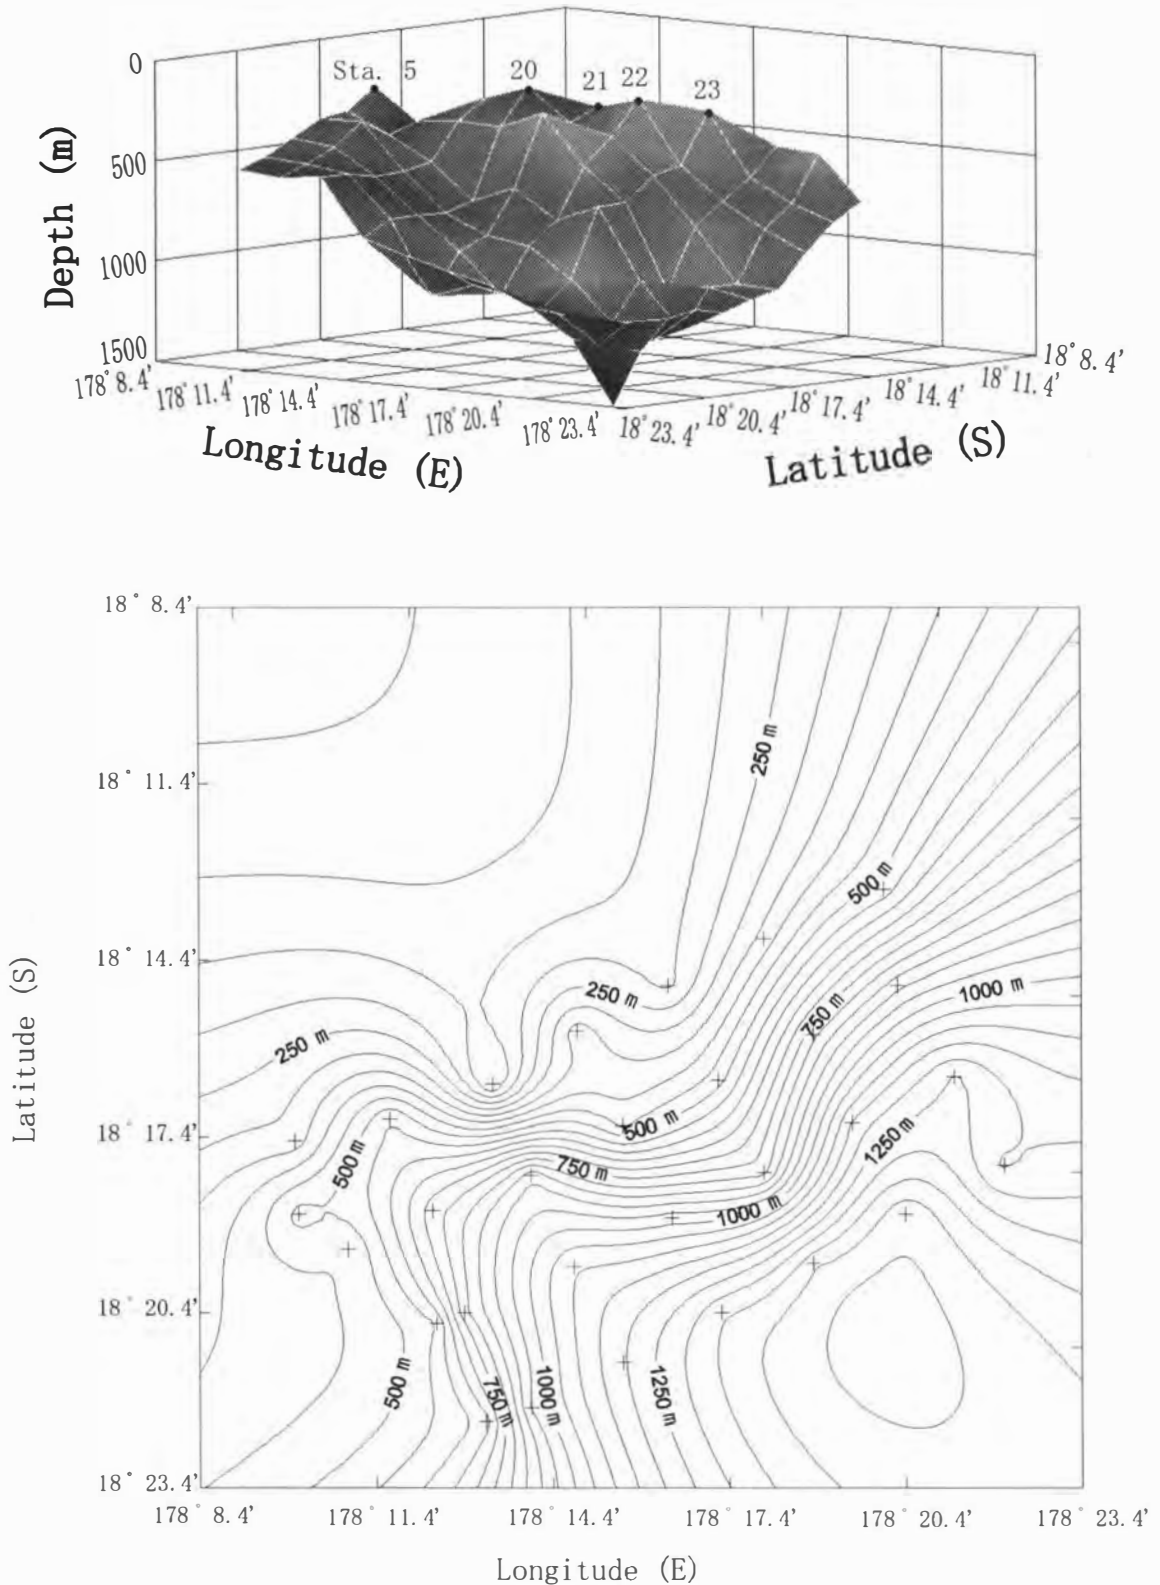 0
Sta. 5
20
21
22
23
500
1000
1500
Depth (m)
178° 8.4'
178° 11.4'
178° 14.4'
178° 17.4'
178° 20.4'
178° 23.4'
18° 23.4'
18° 20.4'
18° 17.4'
18° 14.4'
18° 11.4'
18° 8.4'
Longitude (E)
Latitude (S)
18° 8.4'
18° 11.4'
18° 14.4'
18° 17.4'
18° 20.4'
18° 23.4'
Latitude (S)
250 m
500 m
250 m
1000 m
750 m
250 m
500 m
1250 m
500 m
750 m
1000 m
500 m
750 m
1000 m
1250 m
178° 8.4'
178° 11.4'
178° 14.4'
178° 17.4'
178° 20.4'
178° 23.4'
Longitude (E)